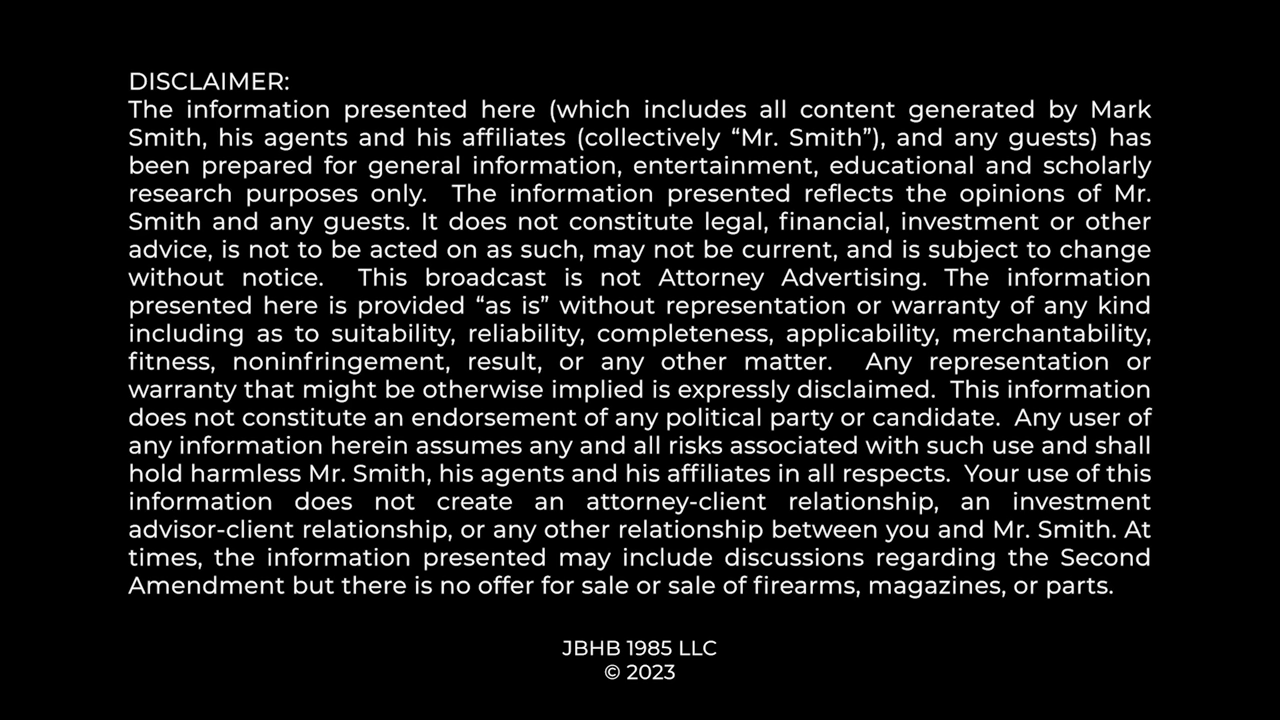 DISCLAIMER:
The information presented here (which includes all content generated by Mark
Smith, his agents and his affiliates (collectively “Mr. Smith”), and any guests) has
been prepared for general information, entertainment, educational and scholarly
research purposes only.  The information presented reflects the opinions of Mr.
Smith and any guests. It does not constitute legal, financial, investment or other
advice, is not to be acted on as such, may not be current, and is subject to change
without notice.  This broadcast is not Attorney Advertising. The information
presented here is provided “as is” without representation or warranty of any kind
including as to suitability, reliability, completeness, applicability, merchantability,
fitness, noninfringement, result, or any other matter.  Any representation or
warranty that might be otherwise implied is expressly disclaimed.  This information
does not constitute an endorsement of any political party or candidate.  Any user of
any information herein assumes any and all risks associated with such use and shall
hold harmless Mr. Smith, his agents and his affiliates in all respects.  Your use of this
information does not create an attorney-client relationship, an investment
advisor-client relationship, or any other relationship between you and Mr. Smith. At
times, the information presented may include discussions regarding the Second
Amendment but there is no offer for sale or sale of firearms, magazines, or parts.
JBHB 1985 LLC
© 2023